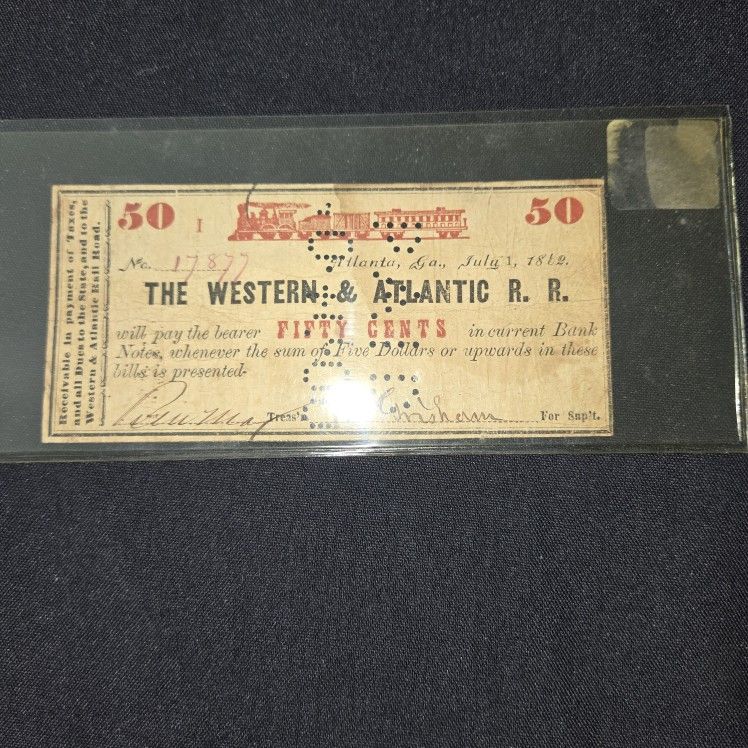 Receivable in payment of Taxes,
and all Dues to the State, and to the
Western & Atlantic Rail Road.
50 I 50
No. 17877 Atlanta, Ga., July 1, 1862.
THE WESTERN & ATLANTIC R. R.
will pay the bearer FIFTY CENTS in current Bank
Notes, whenever the sum of Five Dollars or upwards in these
bills is presented.
Ben May Treas'r For Sup't.